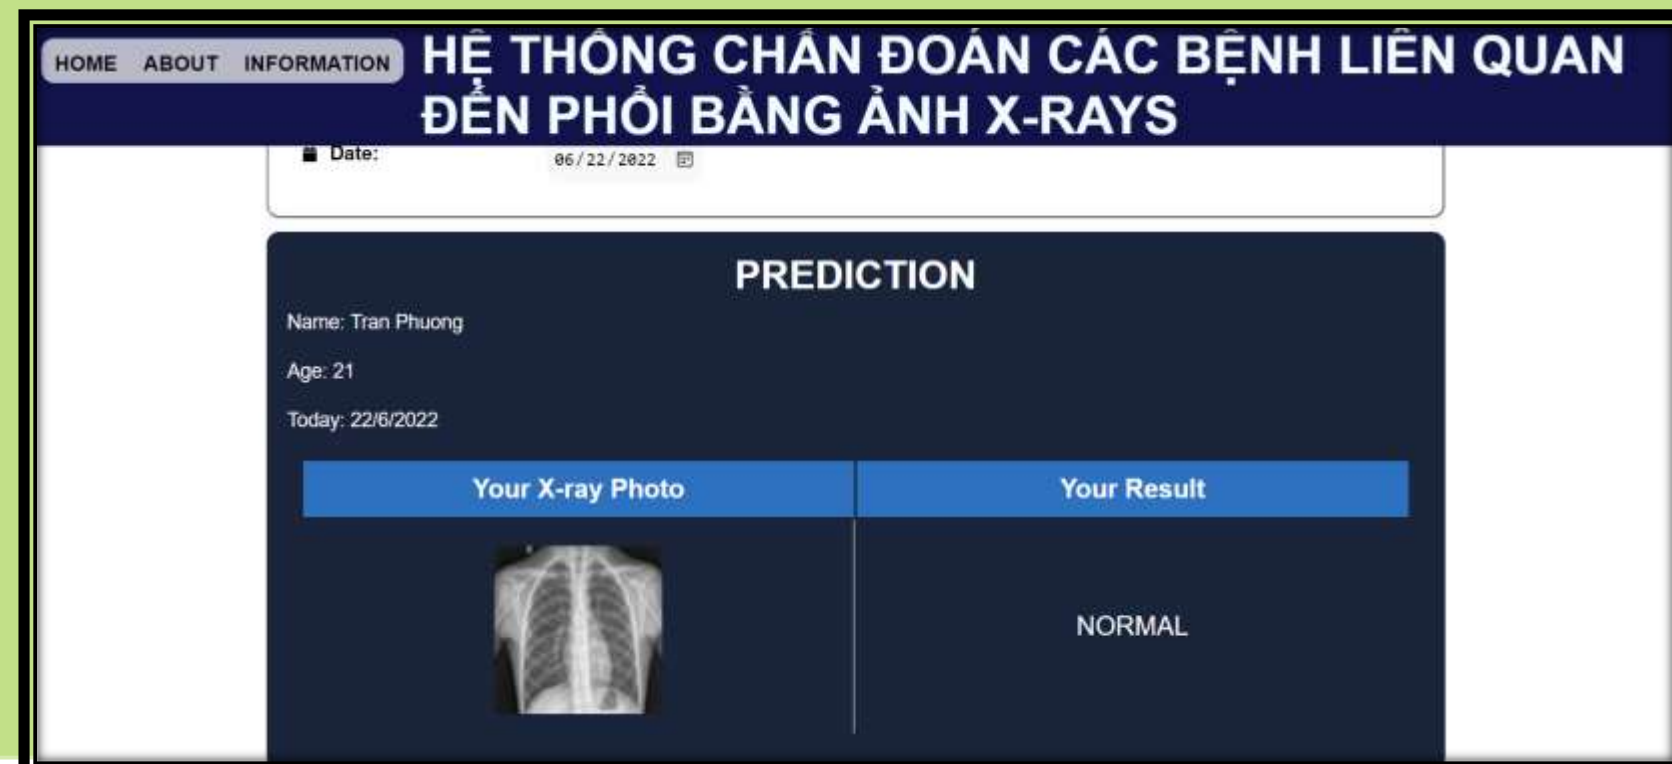 HOME ABOUT INFORMATION
HỆ THỐNG CHẨN ĐOÁN CÁC BỆNH LIÊN QUAN
ĐẾN PHỔI BẰNG ẢNH X-RAYS
Date: 06/22/2022
PREDICTION
Name: Tran Phuong
Age: 21
Today: 22/6/2022
Your X-ray Photo Your Result
NORMAL